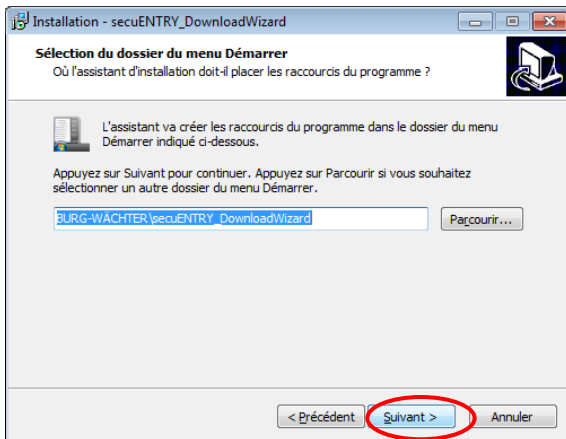 Installation - secuENTRY_DownloadWizard
Sélection du dossier du menu Démarrer
Où l'assistant d'installation doit-il placer les raccourcis du programme ?
L'assistant va créer les raccourcis du programme dans le dossier du menu
Démarrer indiqué ci-dessous.
Appuyez sur Suivant pour continuer. Appuyez sur Parcourir si vous souhaitez
sélectionner un autre dossier du menu Démarrer.
BURG-WÄCHTER\secuENTRY_DownloadWizard
Parcourir...
< Précédent
Suivant >
Annuler